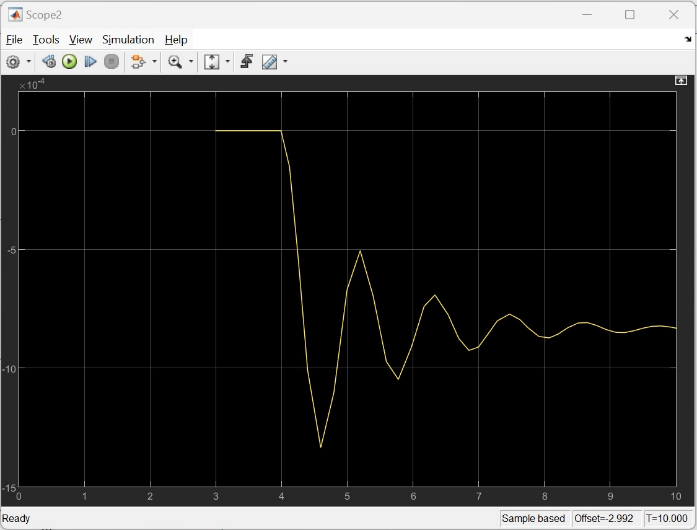 Scope2
File Tools View Simulation Help
×10⁻⁴
0
-5
-10
-15
0 1 2 3 4 5 6 7 8 9 10
Ready Sample based Offset=-2.992 T=10.000